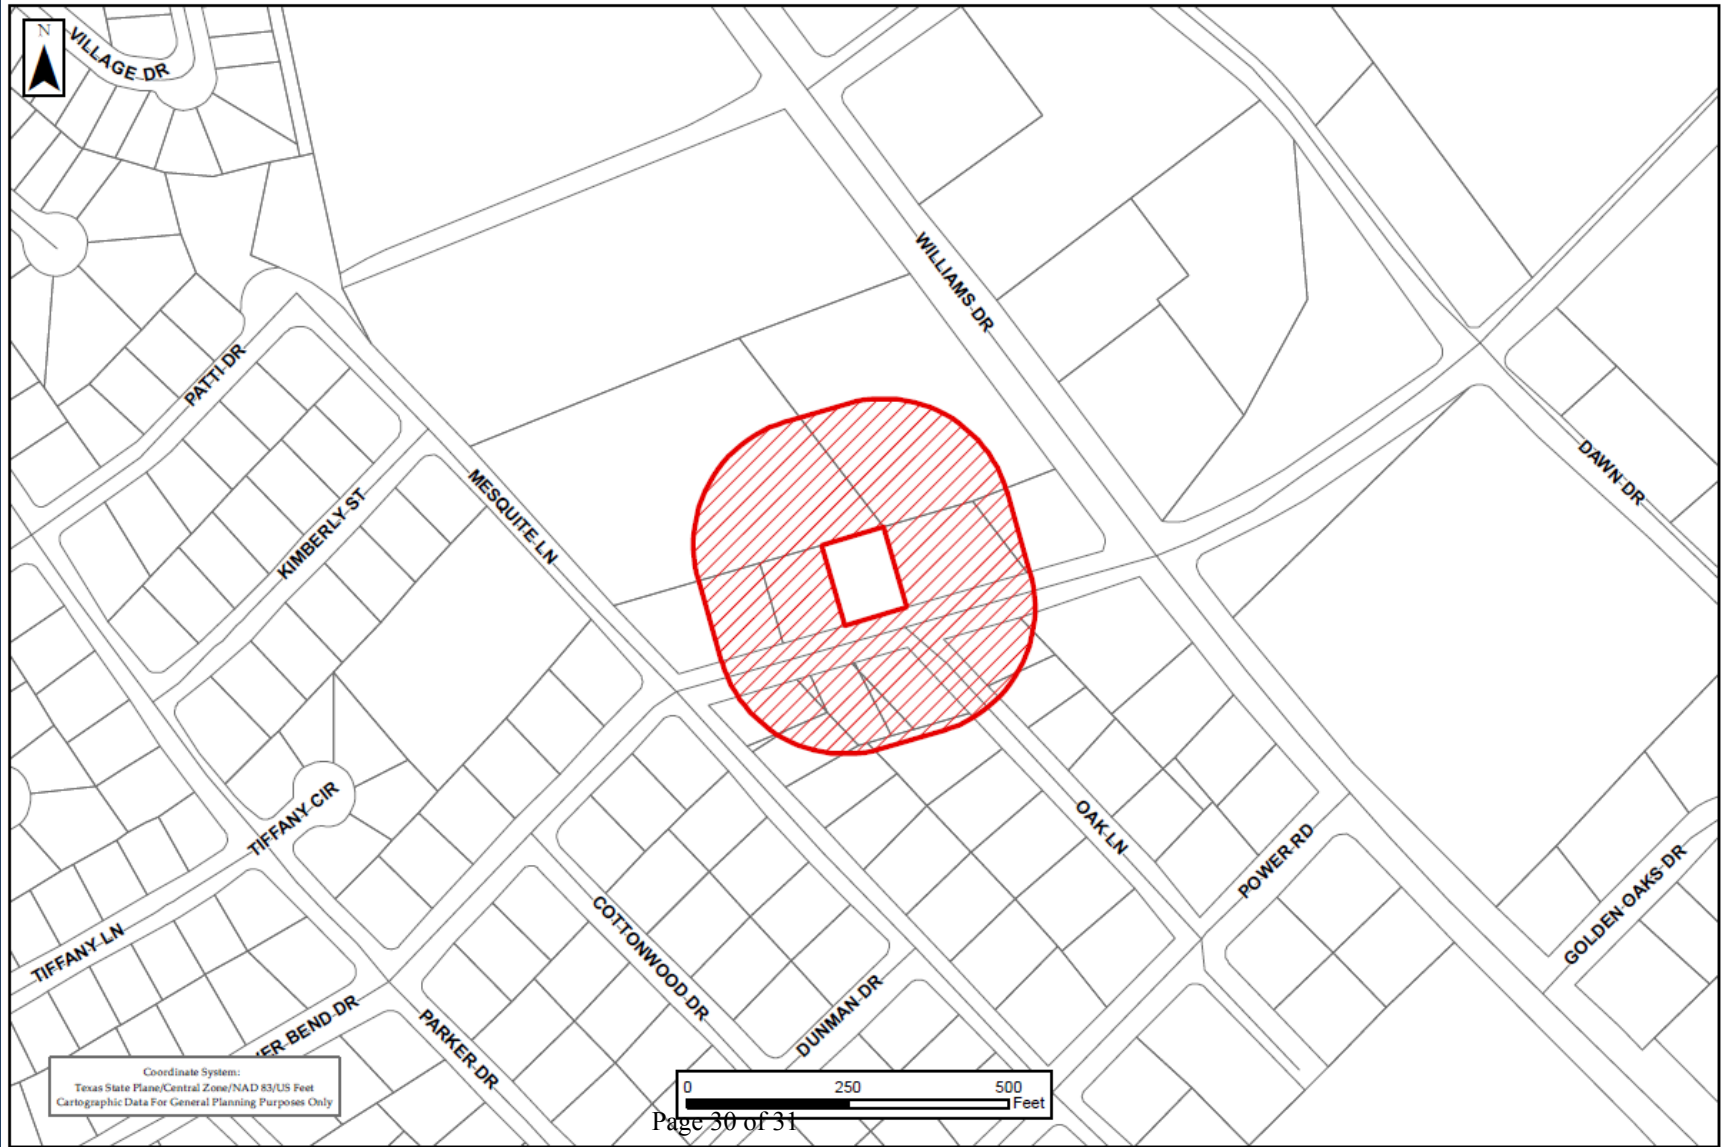 N
VILLAGE DR
WILLIAMS DR
PATTI DR
MESQUITE LN
KIMBERLY ST
DAWN DR
TIFFANY CIR
OAK LN
POWER RD
GOLDEN OAKS DR
TIFFANY LN
COTTONWOOD DR
DUNMAN DR
BEND DR
PARKER DR
Coordinate System:
Texas State Plane/Central Zone/NAD 83/US Feet
Cartographic Data For General Planning Purposes Only
0 250 500
Feet
Page 30 of 31